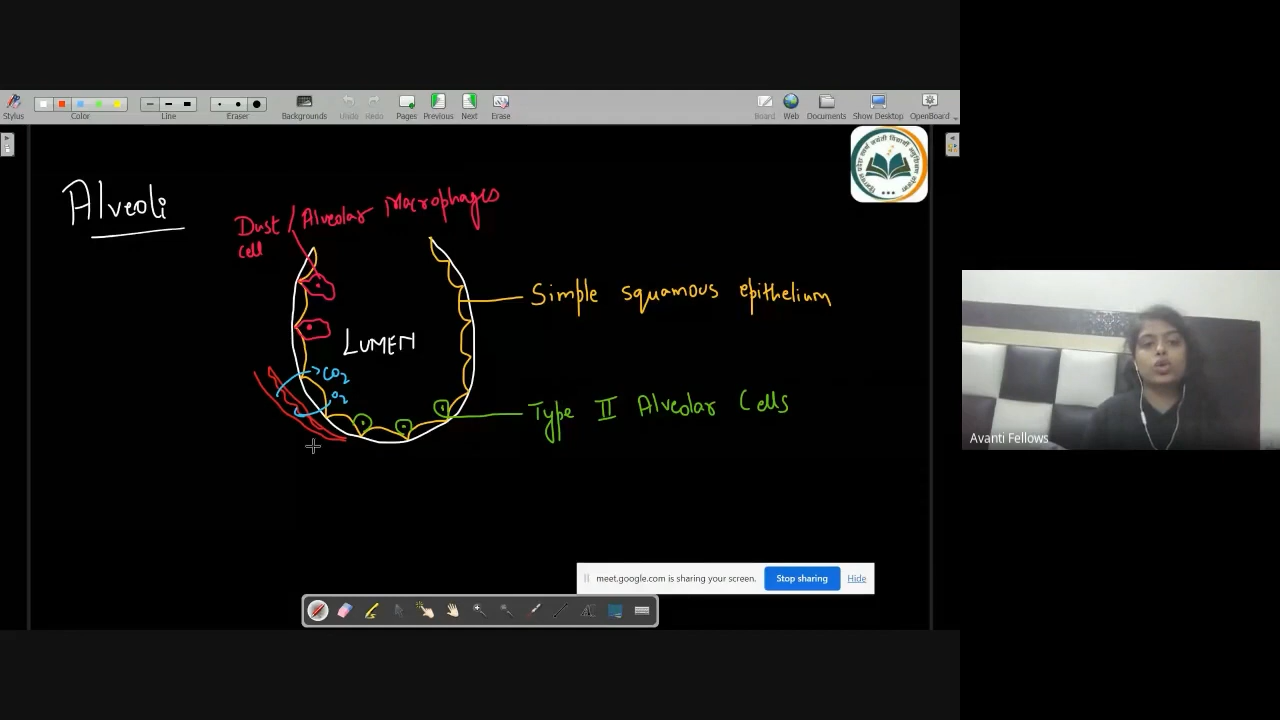 Stylus
Color
Line
Eraser
Backgrounds
Undo
Redo
Pages
Previous
Next
Erase
Board
Web
Documents
Show Desktop
OpenBoard
Alveoli
Dust / Alveolar Macrophages
cell
Simple squamous epithelium
LUMEN
CO2
O2
Type II Alveolar Cells
Avanti Fellows
meet.google.com is sharing your screen.
Stop sharing
Hide